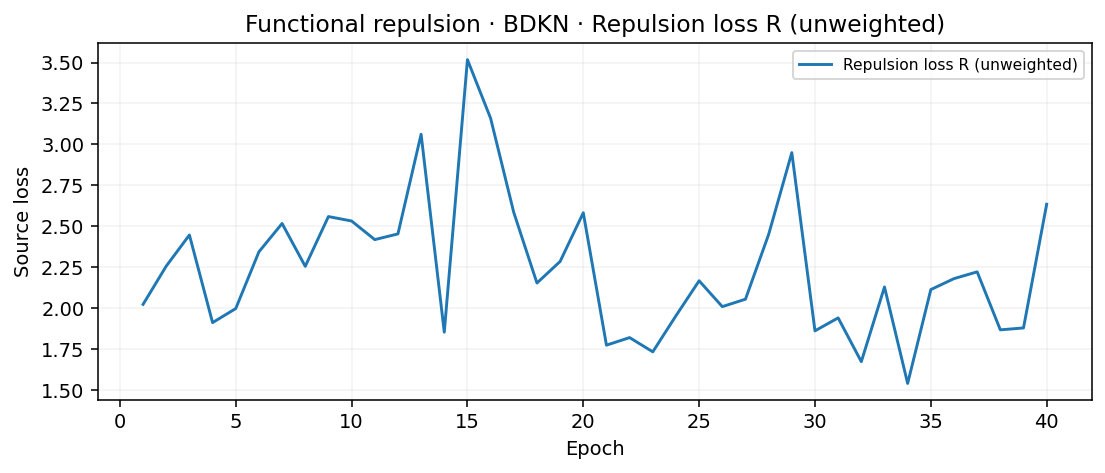 Functional repulsion · BDKN · Repulsion loss R (unweighted)
Repulsion loss R (unweighted)
Source loss
3.50
3.25
3.00
2.75
2.50
2.25
2.00
1.75
1.50
0 5 10 15 20 25 30 35 40
Epoch